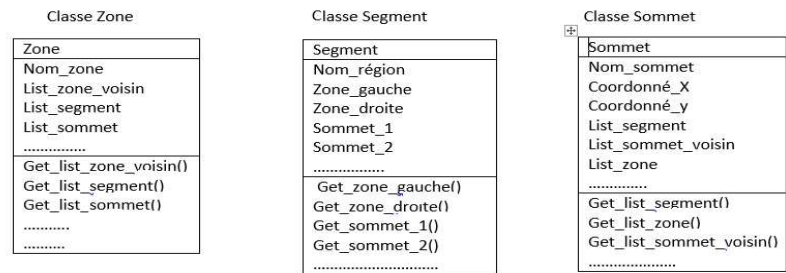 Classe Zone
Zone
Nom_zone
List_zone_voisin
List_segment
List_sommet
...............
Get_list_zone_voisin()
Get_list_segment()
Get_list_sommet()
...........
..........
Classe Segment
Segment
Nom_région
Zone_gauche
Zone_droite
Sommet_1
Sommet_2
.................
Get_zone_gauche()
Get_zone_droite()
Get_sommet_1()
Get_sommet_2()
..............................
Classe Sommet
Sommet
Nom_sommet
Coordonné_X
Coordonné_y
List_segment
List_sommet_voisin
List_zone
..............
Get_list_segment()
Get_list_zone()
Get_list_sommet_voisin()
.....................